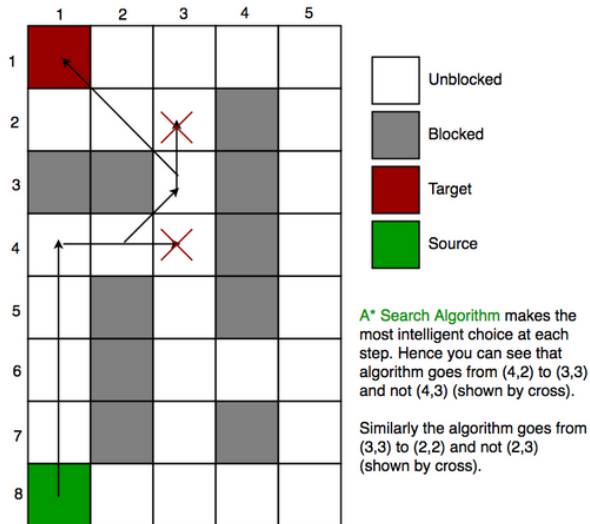 1 2 3 4 5
1
2
3
4
5
6
7
8
Unblocked
Blocked
Target
Source
A* Search Algorithm makes the
most intelligent choice at each
step. Hence you can see that
algorithm goes from (4,2) to (3,3)
and not (4,3) (shown by cross).
Similarly the algorithm goes from
(3,3) to (2,2) and not (2,3)
(shown by cross).